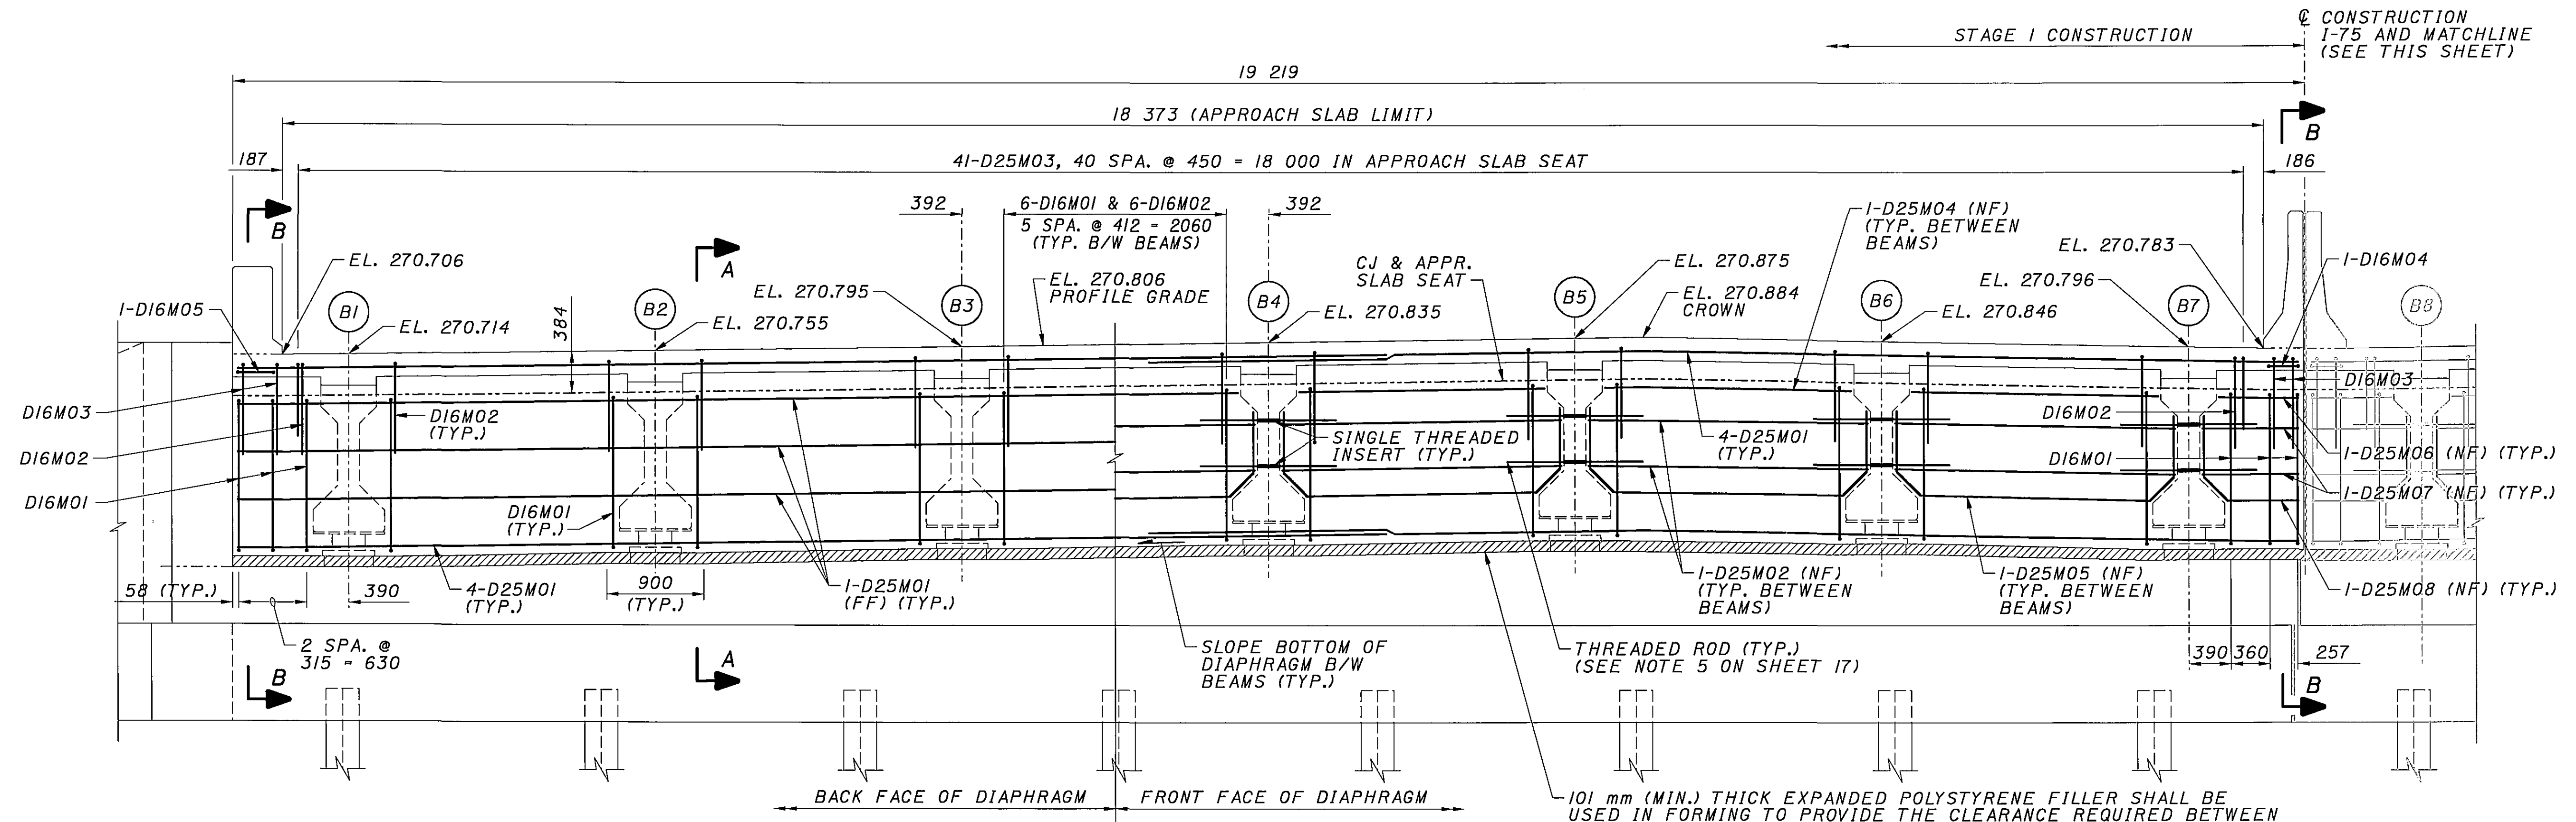 ℄ CONSTRUCTION
I-75 AND MATCHLINE
(SEE THIS SHEET)
STAGE 1 CONSTRUCTION
19 219
18 373 (APPROACH SLAB LIMIT)
B
187
41-D25M03, 40 SPA. @ 450 = 18 000 IN APPROACH SLAB SEAT
186
B
392
6-D16M01 & 6-D16M02
5 SPA. @ 412 = 2060
(TYP. B/W BEAMS)
392
1-D25M04 (NF)
(TYP. BETWEEN
BEAMS)
A
EL. 270.706
CJ & APPR.
SLAB SEAT
EL. 270.875
EL. 270.783
1-D16M04
1-D16M05
B1
B2
EL. 270.795
B3
EL. 270.806
PROFILE GRADE
B4
B5
EL. 270.884
CROWN
B6
EL. 270.796
B7
B8
EL. 270.714
384
EL. 270.755
EL. 270.835
EL. 270.846
D16M03
D16M02
(TYP.)
D16M02
D16M03
D16M02
SINGLE THREADED
INSERT (TYP.)
4-D25M01
(TYP.)
D16M01
1-D25M06 (NF) (TYP.)
D16M01
D16M01
(TYP.)
1-D25M07 (NF) (TYP.)
58 (TYP.)
390
4-D25M01
(TYP.)
900
(TYP.)
1-D25M01
(FF) (TYP.)
1-D25M02 (NF)
(TYP. BETWEEN
BEAMS)
1-D25M05 (NF)
(TYP. BETWEEN
BEAMS)
1-D25M08 (NF) (TYP.)
2 SPA. @
315 = 630
SLOPE BOTTOM OF
DIAPHRAGM B/W
BEAMS (TYP.)
THREADED ROD (TYP.)
(SEE NOTE 5 ON SHEET 17)
390
360
257
B
A
B
BACK FACE OF DIAPHRAGM
FRONT FACE OF DIAPHRAGM
101 mm (MIN.) THICK EXPANDED POLYSTYRENE FILLER SHALL BE
USED IN FORMING TO PROVIDE THE CLEARANCE REQUIRED BETWEEN